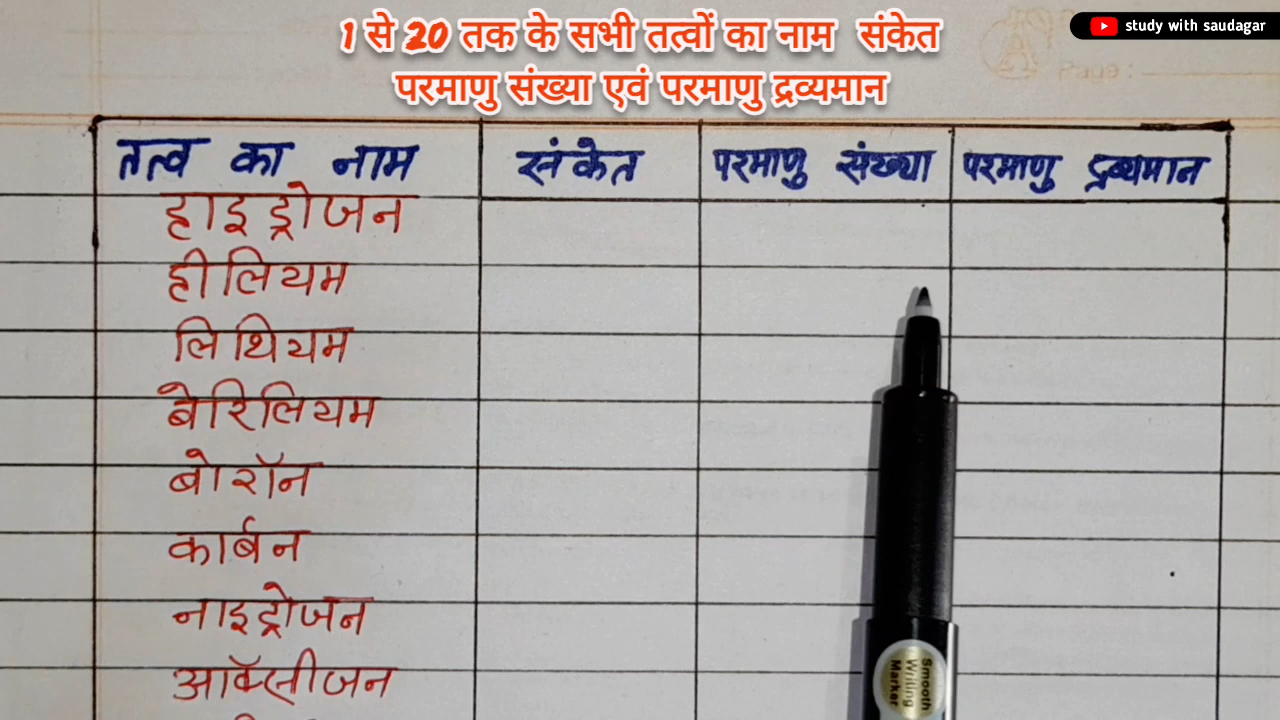 1 से 20 तक के सभी तत्वों का नाम संकेत
परमाणु संख्या एवं परमाणु द्रव्यमान
study with saudagar
तत्व का नाम संकेत परमाणु संख्या परमाणु द्रव्यमान
हाइड्रोजन
हीलियम
लिथियम
बेरिलियम
बोरॉन
कार्बन
नाइट्रोजन
ऑक्सीजन
Smooth
Writing
Marker